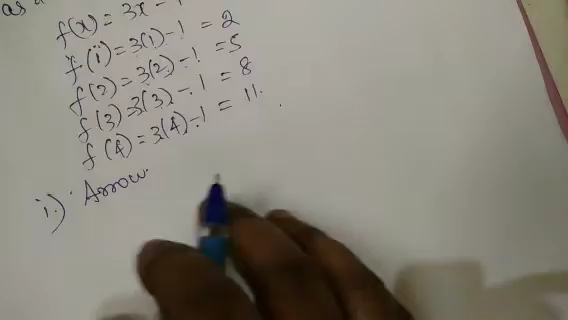 as a
f(x) = 3x - 1
f(1) = 3(1) - 1 = 2
f(2) = 3(2) - 1 = 5
f(3) = 3(3) - 1 = 8
f(4) = 3(4) - 1 = 11.
i) Arrow